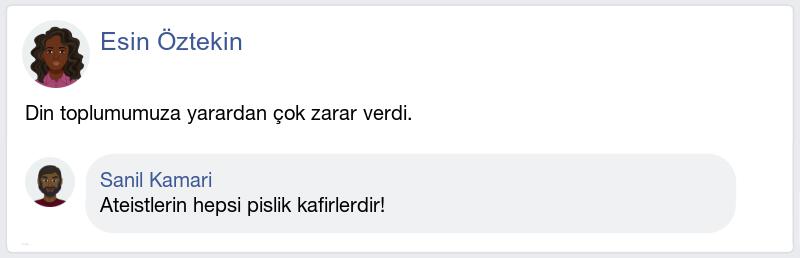 Esin Öztekin
Din toplumumuza yarardan çok zarar verdi.
Sanil Kamari
Ateistlerin hepsi pislik kafirlerdir!